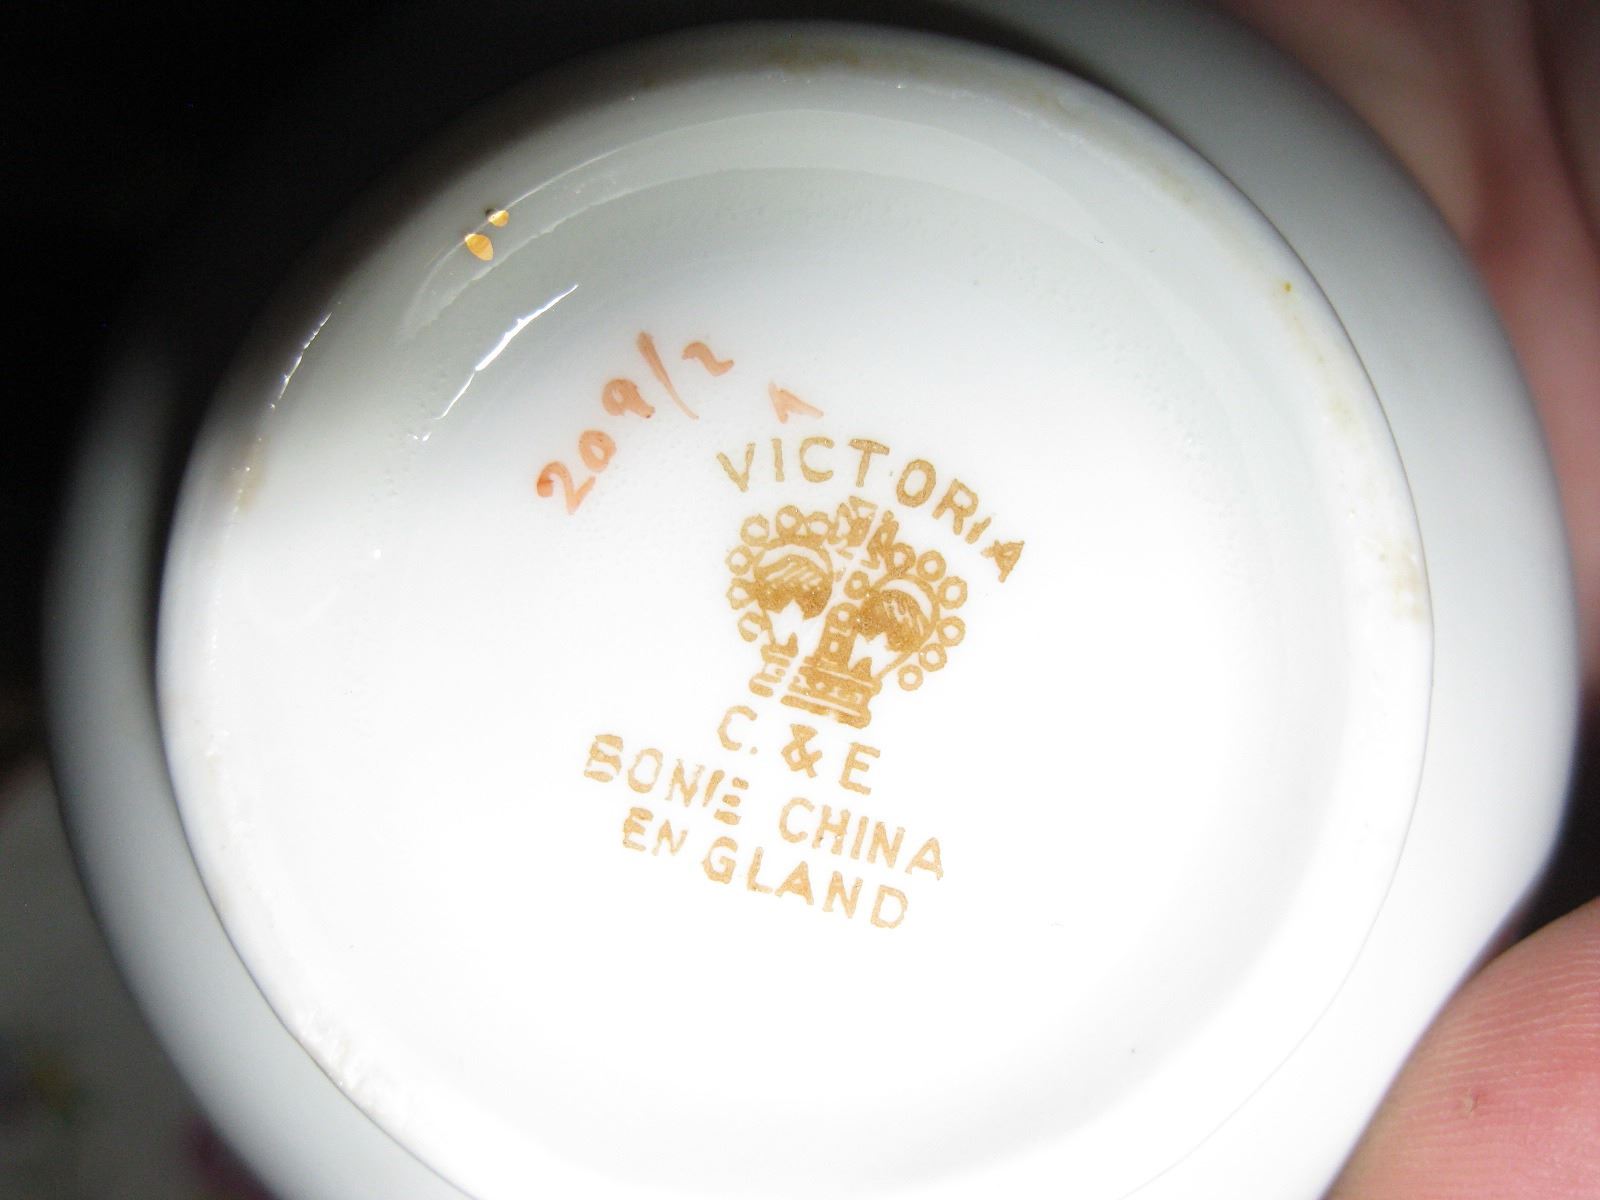 209/2
VICTORIA
C. & E
BONE CHINA
ENGLAND